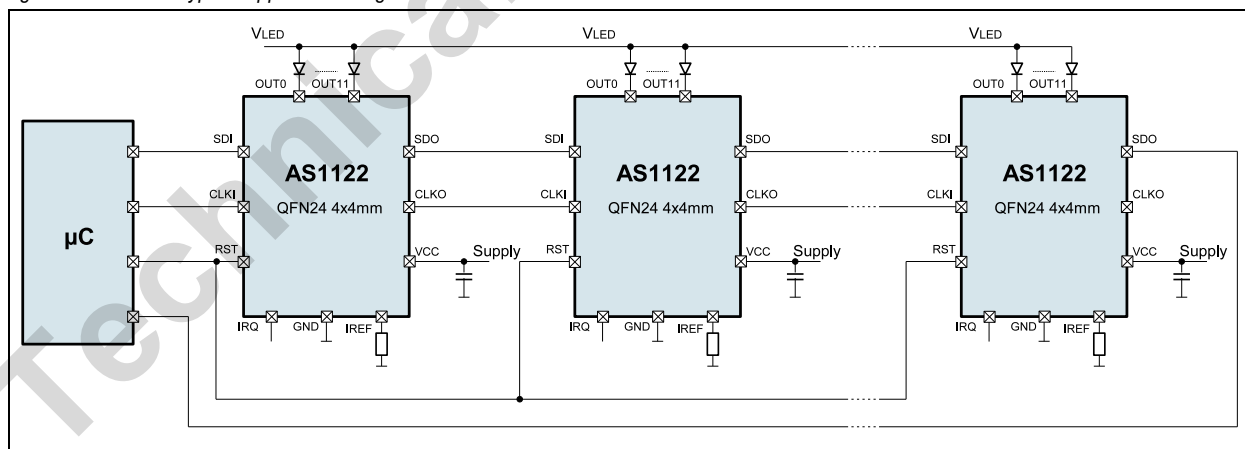 VLED VLED VLED
OUT0 OUT11 OUT0 OUT11 OUT0 OUT11
SDI SDO SDI SDO SDI SDO
AS1122 AS1122 AS1122
CLKI CLKO CLKI CLKO CLKI CLKO
QFN24 4x4mm QFN24 4x4mm QFN24 4x4mm
µC
RST VCC Supply RST VCC Supply RST VCC Supply
IRQ GND IREF IRQ GND IREF IRQ GND IREF
Technical